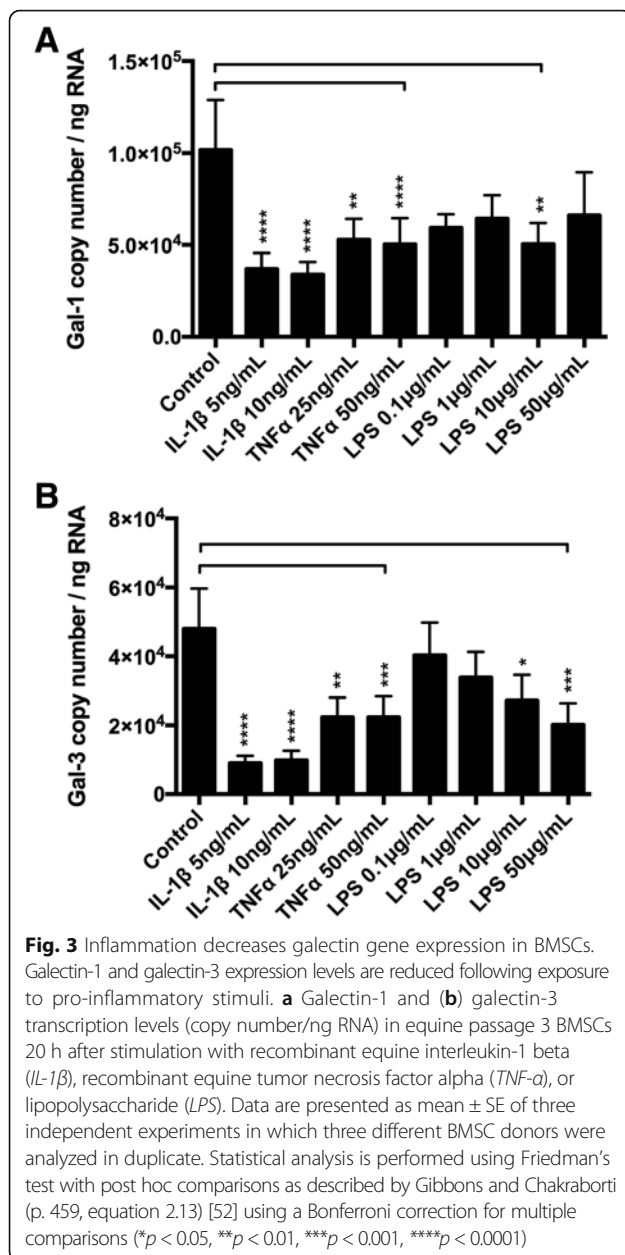 A
Gal-1 copy number / ng RNA
1.5×10⁵
1.0×10⁵
5.0×10⁴
0.0
****
****
**
****
**
Control
IL-1β 5ng/mL
IL-1β 10ng/mL
TNFα 25ng/mL
TNFα 50ng/mL
LPS 0.1µg/mL
LPS 1µg/mL
LPS 10µg/mL
LPS 50µg/mL
B
Gal-3 copy number / ng RNA
8×10⁴
6×10⁴
4×10⁴
2×10⁴
0
****
****
**
***
*
***
Control
IL-1β 5ng/mL
IL-1β 10ng/mL
TNFα 25ng/mL
TNFα 50ng/mL
LPS 0.1µg/mL
LPS 1µg/mL
LPS 10µg/mL
LPS 50µg/mL
Fig. 3 Inflammation decreases galectin gene expression in BMSCs.
Galectin-1 and galectin-3 expression levels are reduced following exposure
to pro-inflammatory stimuli. a Galectin-1 and (b) galectin-3
transcription levels (copy number/ng RNA) in equine passage 3 BMSCs
20 h after stimulation with recombinant equine interleukin-1 beta
(IL-1β), recombinant equine tumor necrosis factor alpha (TNF-α), or
lipopolysaccharide (LPS). Data are presented as mean ± SE of three
independent experiments in which three different BMSC donors were
analyzed in duplicate. Statistical analysis is performed using Friedman's
test with post hoc comparisons as described by Gibbons and Chakraborti
(p. 459, equation 2.13) [52] using a Bonferroni correction for multiple
comparisons (*p < 0.05, **p < 0.01, ***p < 0.001, ****p < 0.0001)